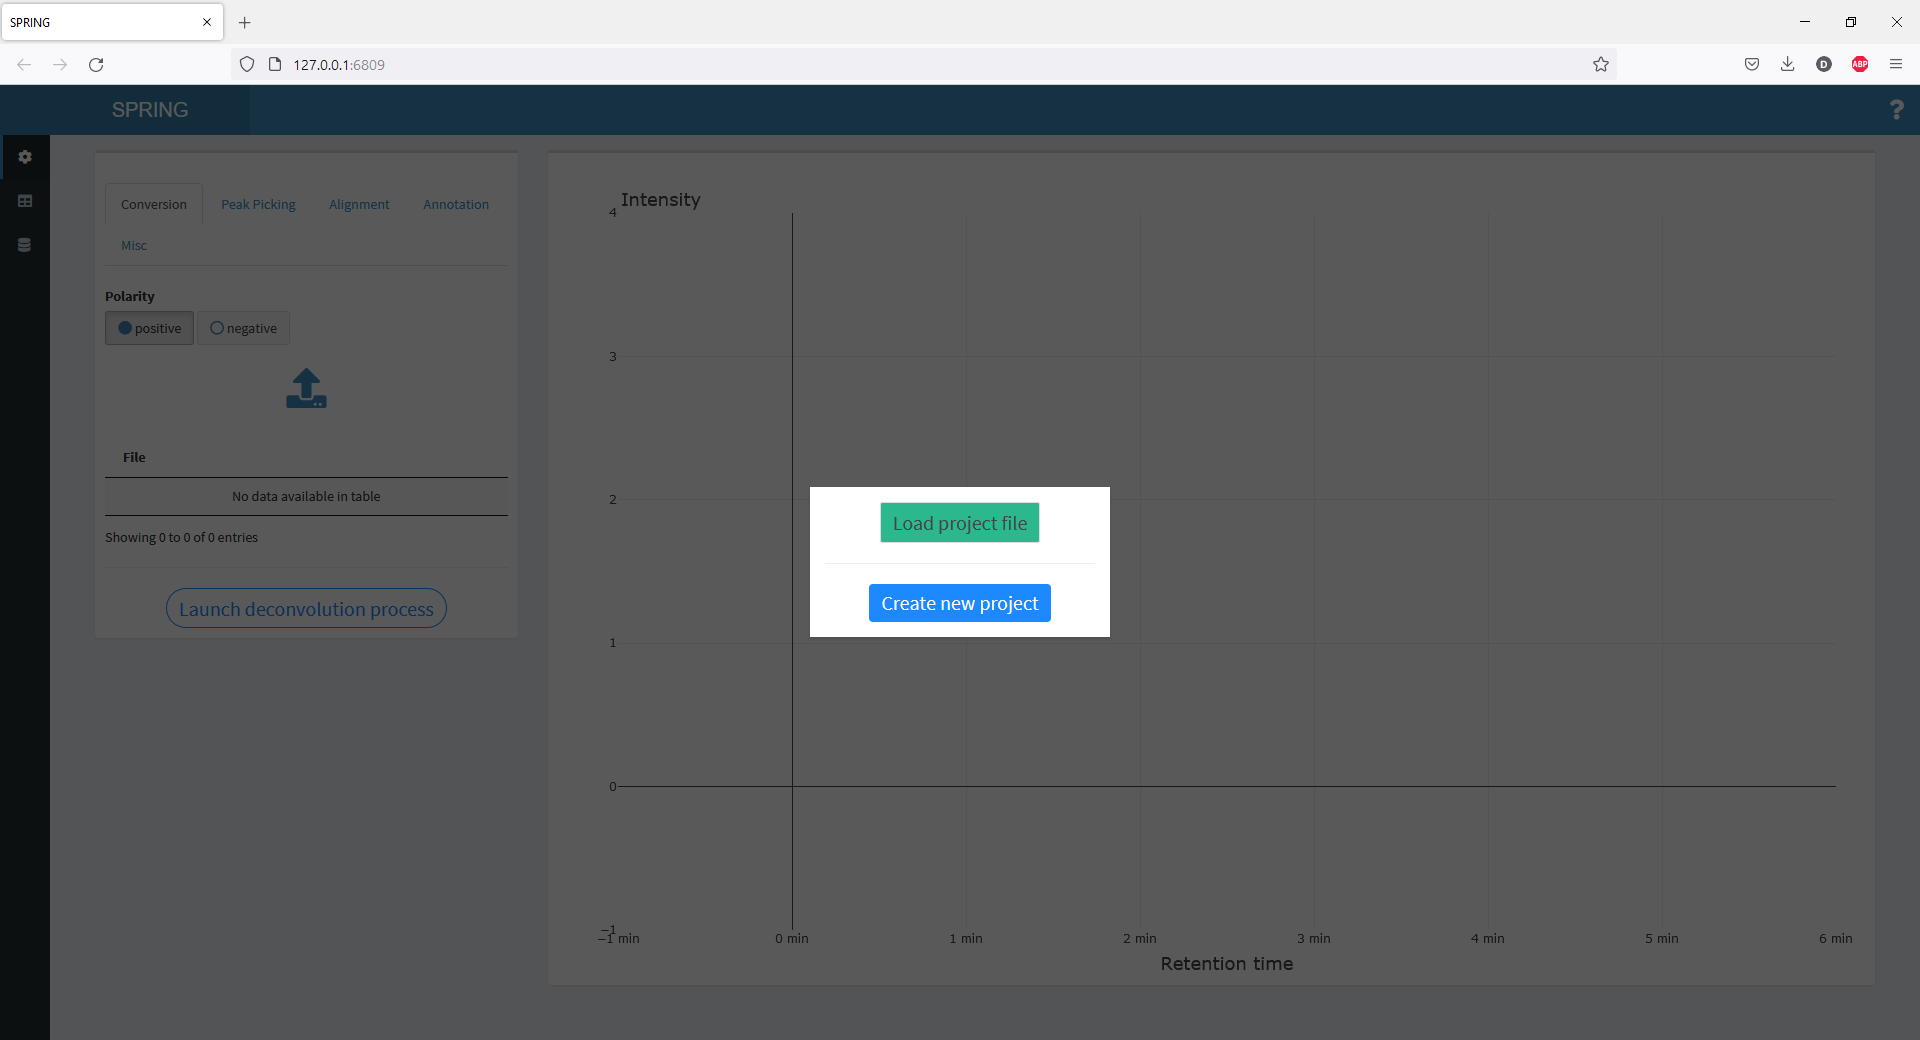 SPRING
127.0.0.1:6809
D
ABP
SPRING
?
Conversion Peak Picking Alignment Annotation
Misc
Polarity
positive negative
File
No data available in table
Showing 0 to 0 of 0 entries
Launch deconvolution process
Intensity
4
3
2
1
0
−1
−1 min 0 min 1 min 2 min 3 min 4 min 5 min 6 min
Retention time
Load project file
Create new project